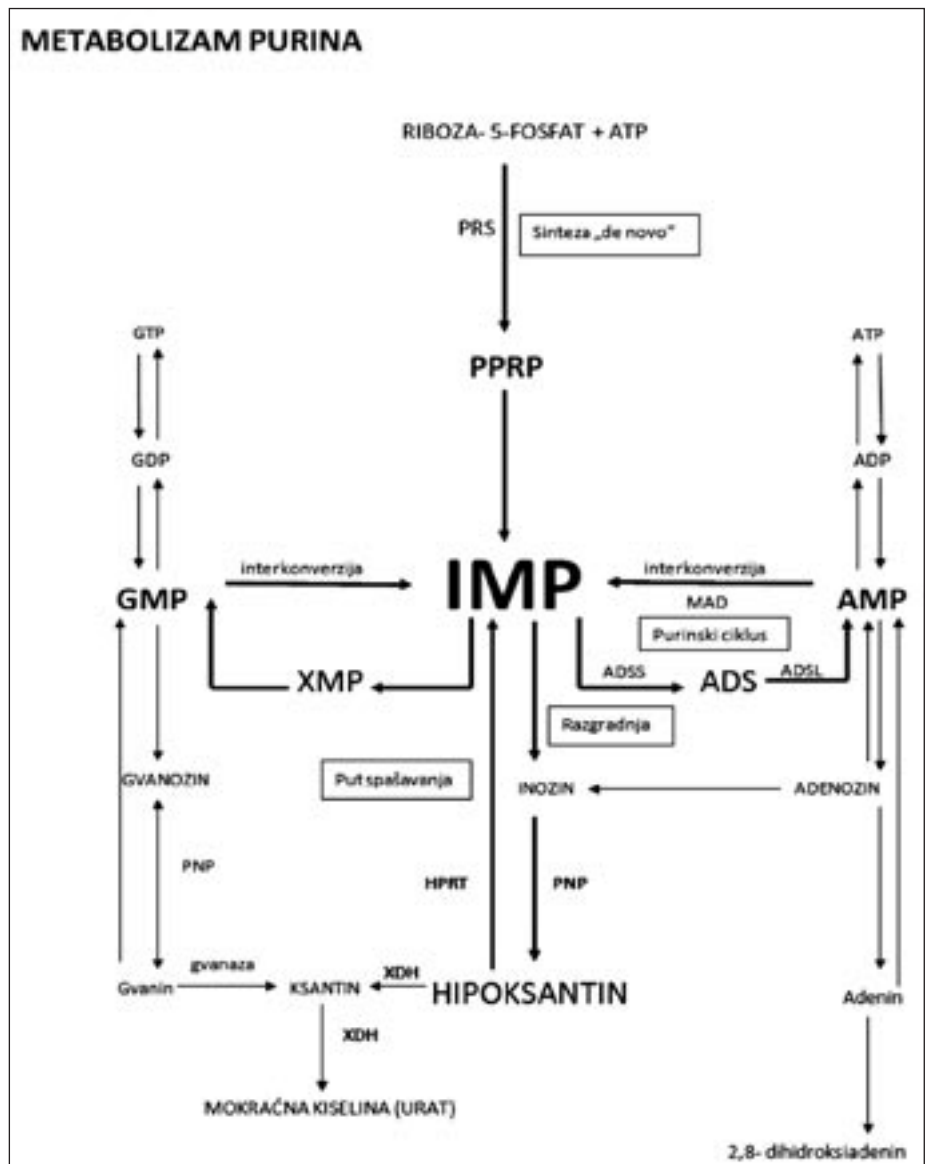 METABOLIZAM PURINA
RIBOZA- 5-FOSFAT + ATP
PRS
Sinteza „de novo"
GTP
PPRP
ATP
GDP
ADP
interkonverzija
IMP
interkonverzija
GMP
MAD
AMP
Purinski ciklus
XMP
ADSS
ADS
ADSL
Razgradnja
GVANOZIN
Put spašavanja
INOZIN
ADENOZIN
PNP
HPRT
PNP
gvanaza
XDH
Gvanin
KSANTIN
HIPOKSANTIN
Adenin
XDH
MOKRAĆNA KISELINA (URAT)
2,8- dihidroksiadenin